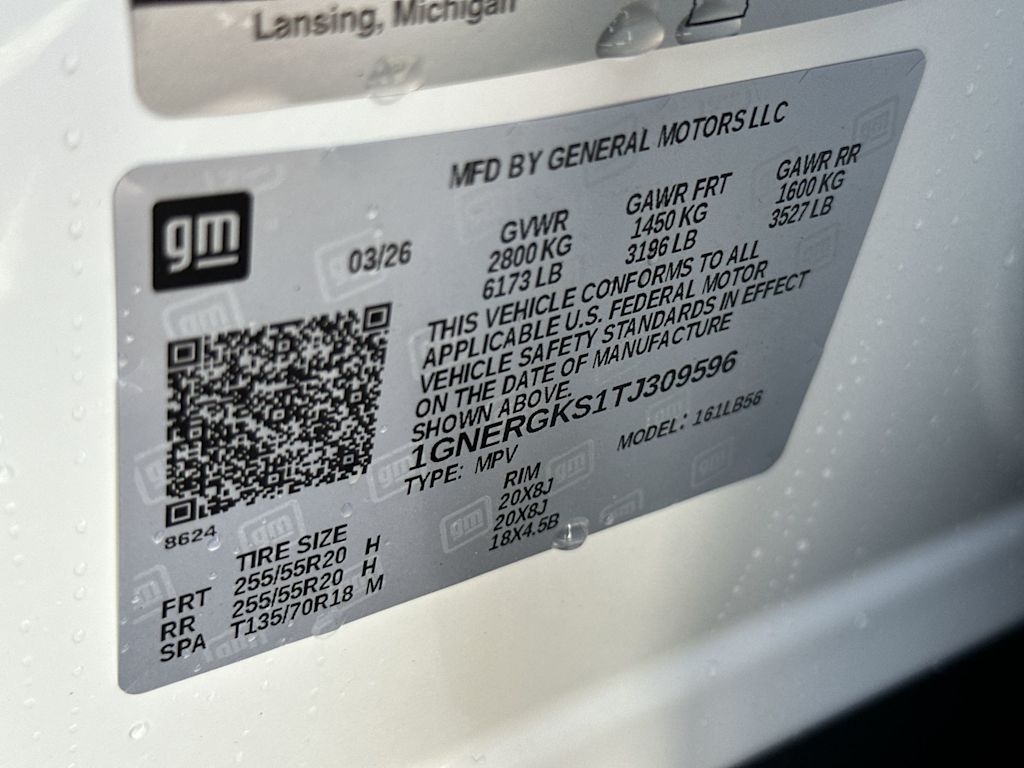 Lansing, Michigan
gm
MFD BY GENERAL MOTORS LLC
03/26
GVWR GAWR FRT GAWR RR
2800 KG 1450 KG 1600 KG
6173 LB 3196 LB 3527 LB
THIS VEHICLE CONFORMS TO ALL
APPLICABLE U.S. FEDERAL MOTOR
VEHICLE SAFETY STANDARDS IN EFFECT
ON THE DATE OF MANUFACTURE
SHOWN ABOVE.
1GNERGKS1TJ309596
TYPE: MPV MODEL: 161LB56
8624
TIRE SIZE RIM
FRT 255/55R20 H 20X8J
RR 255/55R20 H 20X8J
SPA T135/70R18 M 18X4.5B